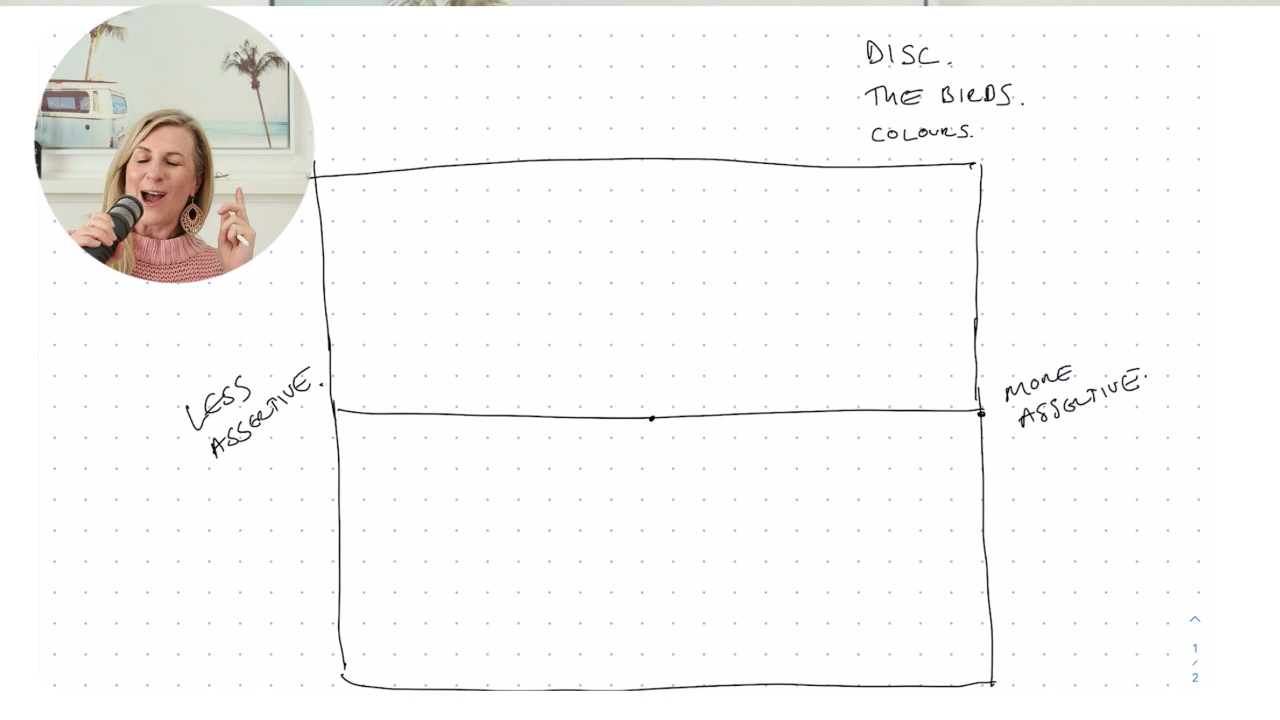 DISC.
THE BIRDS.
COLOURS.
LESS
ASSERTIVE.
MORE
ASSERTIVE.
1
/
2